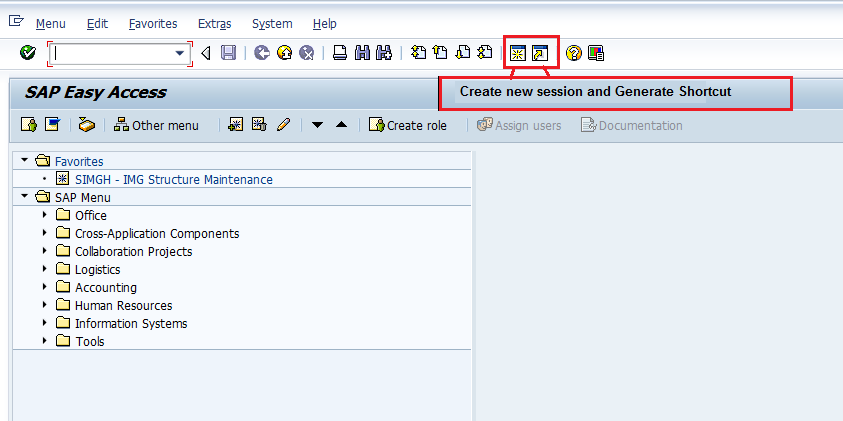 Menu Edit Favorites Extras System Help
SAP Easy Access
Create new session and Generate Shortcut
Other menu Create role Assign users Documentation
Favorites
SIMGH - IMG Structure Maintenance
SAP Menu
Office
Cross-Application Components
Collaboration Projects
Logistics
Accounting
Human Resources
Information Systems
Tools